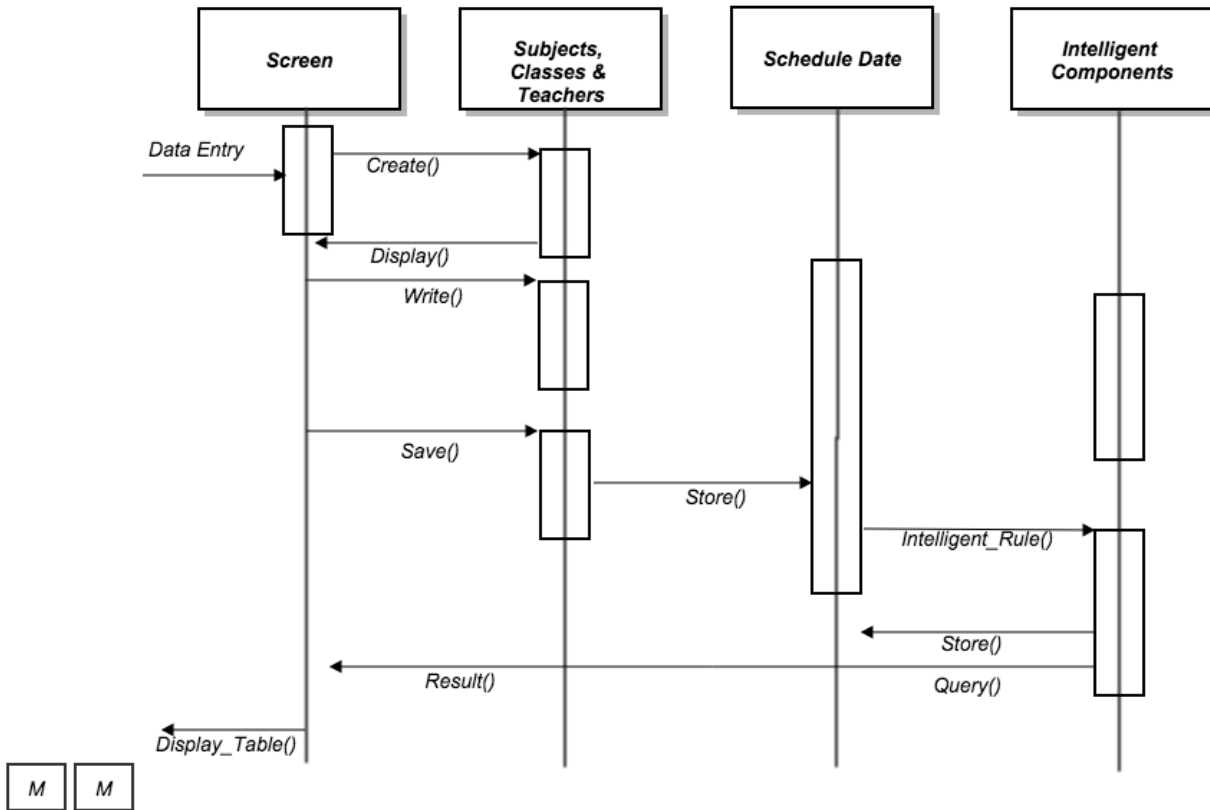 Screen
Subjects,
Classes &
Teachers
Schedule Date
Intelligent
Components
Data Entry
Create()
Display()
Write()
Save()
Store()
Intelligent_Rule()
Store()
Result()
Query()
Display_Table()
M
M